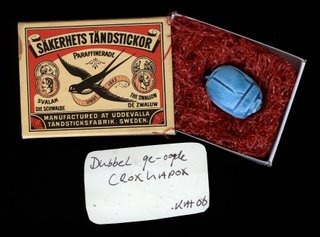 SÄKERHETS TÄNDSTICKOR
PARAFFINERADE
SVALAN
THE SWALLOW
DIE SCHWALBE
DE ZWALUW
MANUFACTURED AT UDDEVALLA
TÄNDSTICKSFABRIK. SWEDEN.
Dubbel ge-oogle
CROXHAPOX